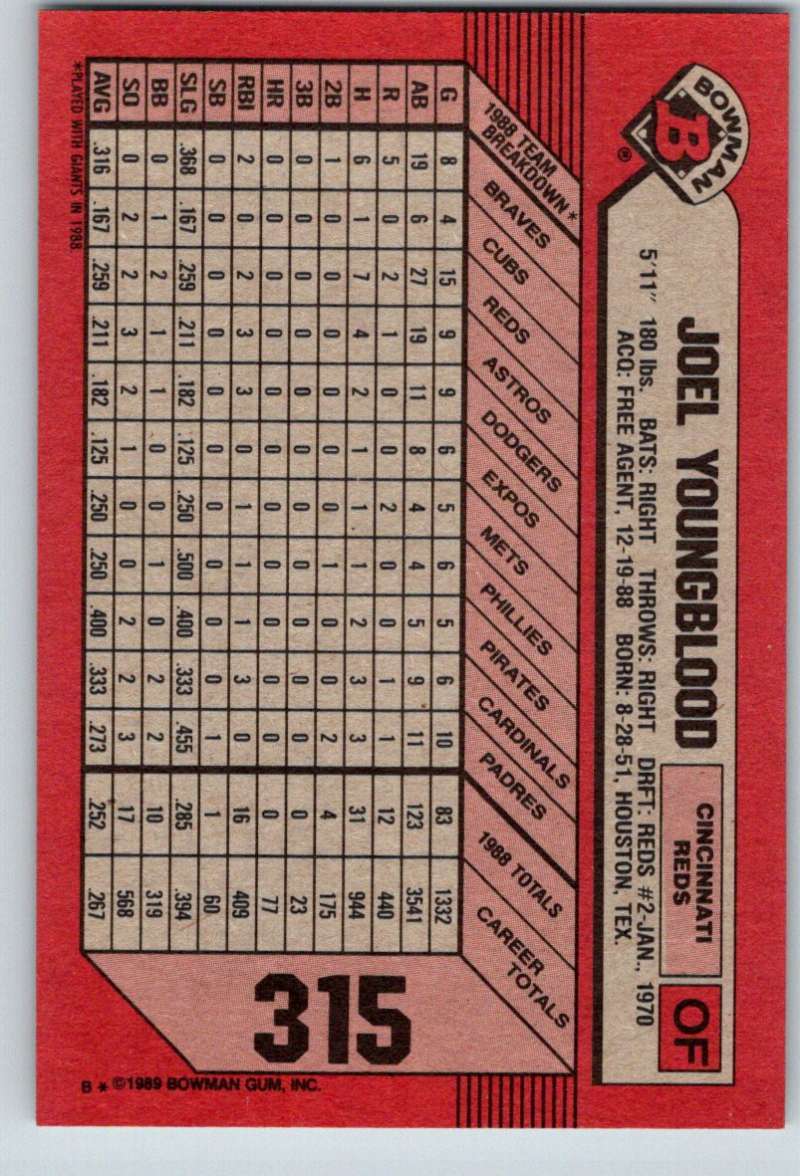 BOWMAN
B
®
JOEL YOUNGBLOOD
CINCINNATI
REDS
OF
5'11" 180 lbs. BATS: RIGHT THROWS: RIGHT DRFT: REDS #2-JAN., 1970
ACQ: FREE AGENT, 12-19-88 BORN: 8-28-51, HOUSTON, TEX.
1988 TEAM
BREAKDOWN*
BRAVES CUBS REDS ASTROS DODGERS EXPOS METS PHILLIES PIRATES CARDINALS PADRES 1988 TOTALS CAREER TOTALS
G 8 4 15 9 9 6 5 6 5 6 10 83 1332
AB 19 6 27 19 11 8 4 4 5 9 11 123 3541
R 5 0 2 1 0 0 2 0 0 1 1 12 440
H 6 1 7 4 2 1 1 1 2 3 3 31 944
2B 1 0 0 0 0 0 0 1 0 0 2 4 175
3B 0 0 0 0 0 0 0 0 0 0 0 0 23
HR 0 0 0 0 0 0 0 0 0 0 0 0 77
RBI 2 0 2 3 3 0 1 1 1 3 0 16 409
SB 0 0 0 0 0 0 0 0 0 0 1 1 60
SLG .368 .167 .259 .211 .182 .125 .250 .500 .400 .333 .455 .285 .394
BB 0 1 2 1 1 0 0 1 0 2 2 10 319
SO 0 2 2 3 2 1 0 0 2 2 3 17 568
AVG .316 .167 .259 .211 .182 .125 .250 .250 .400 .333 .273 .252 .267
*PLAYED WITH GIANTS IN 1988
315
B * ©1989 BOWMAN GUM, INC.